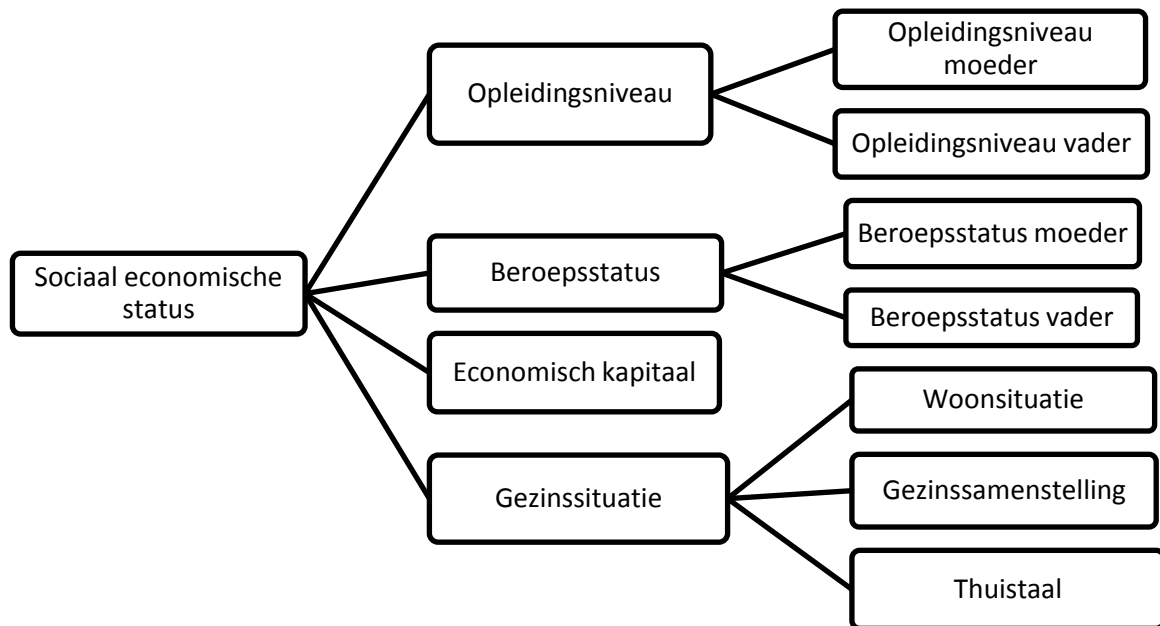 Sociaal economische
status
Opleidingsniveau
Opleidingsniveau
moeder
Opleidingsniveau vader
Beroepsstatus
Beroepsstatus moeder
Beroepsstatus vader
Economisch kapitaal
Gezinssituatie
Woonsituatie
Gezinssamenstelling
Thuistaal